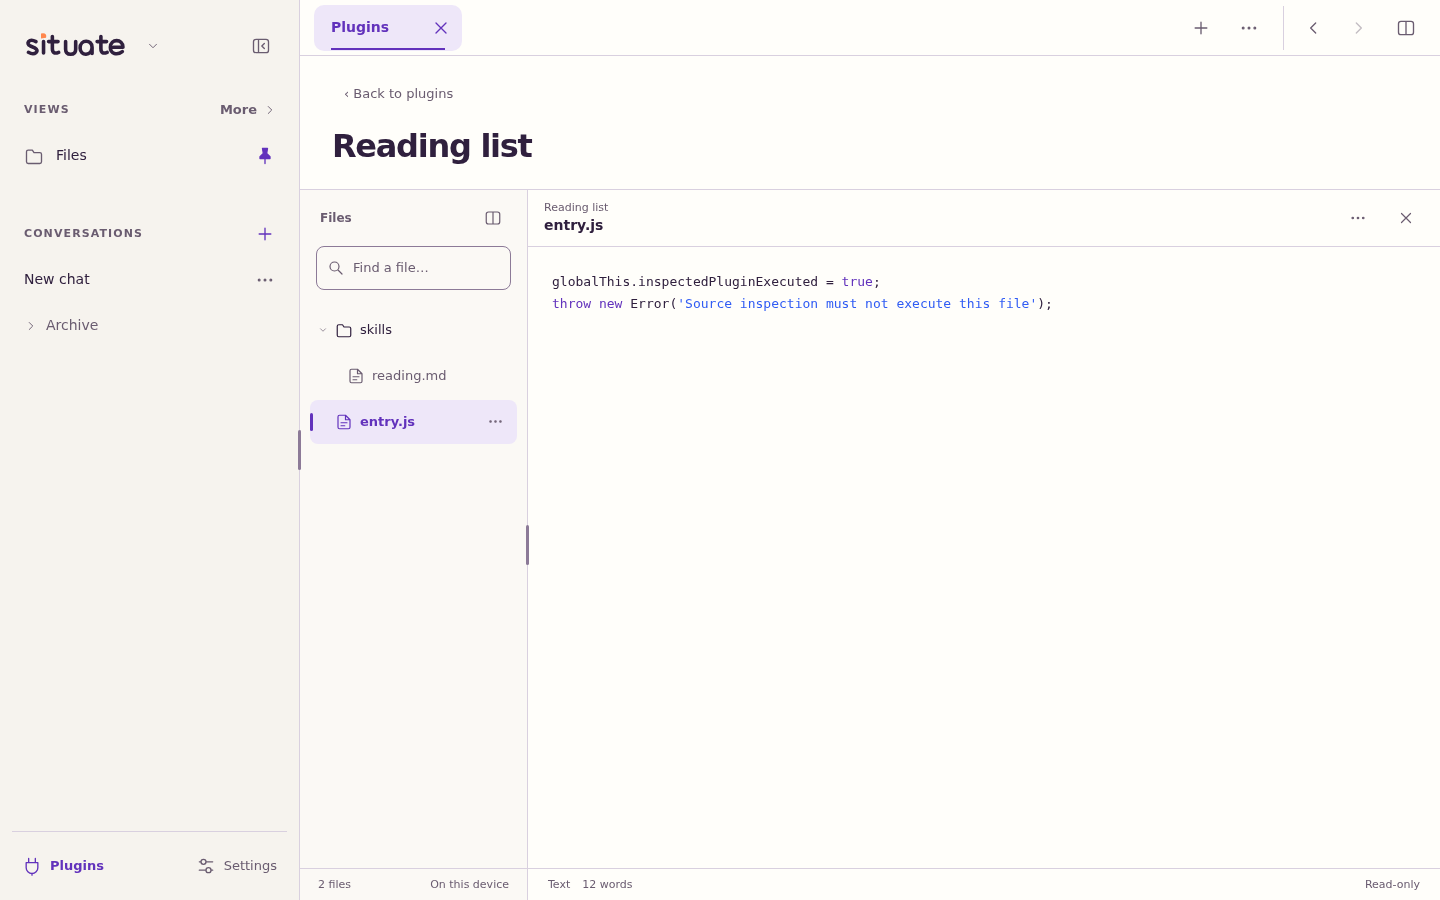 situate
VIEWS
More
Files
CONVERSATIONS
New chat
Archive
Plugins
Settings
Plugins
‹ Back to plugins
Reading list
Files
Find a file...
skills
reading.md
entry.js
2 files
On this device
Reading list
entry.js
globalThis.inspectedPluginExecuted = true;
throw new Error('Source inspection must not execute this file');
Text
12 words
Read-only